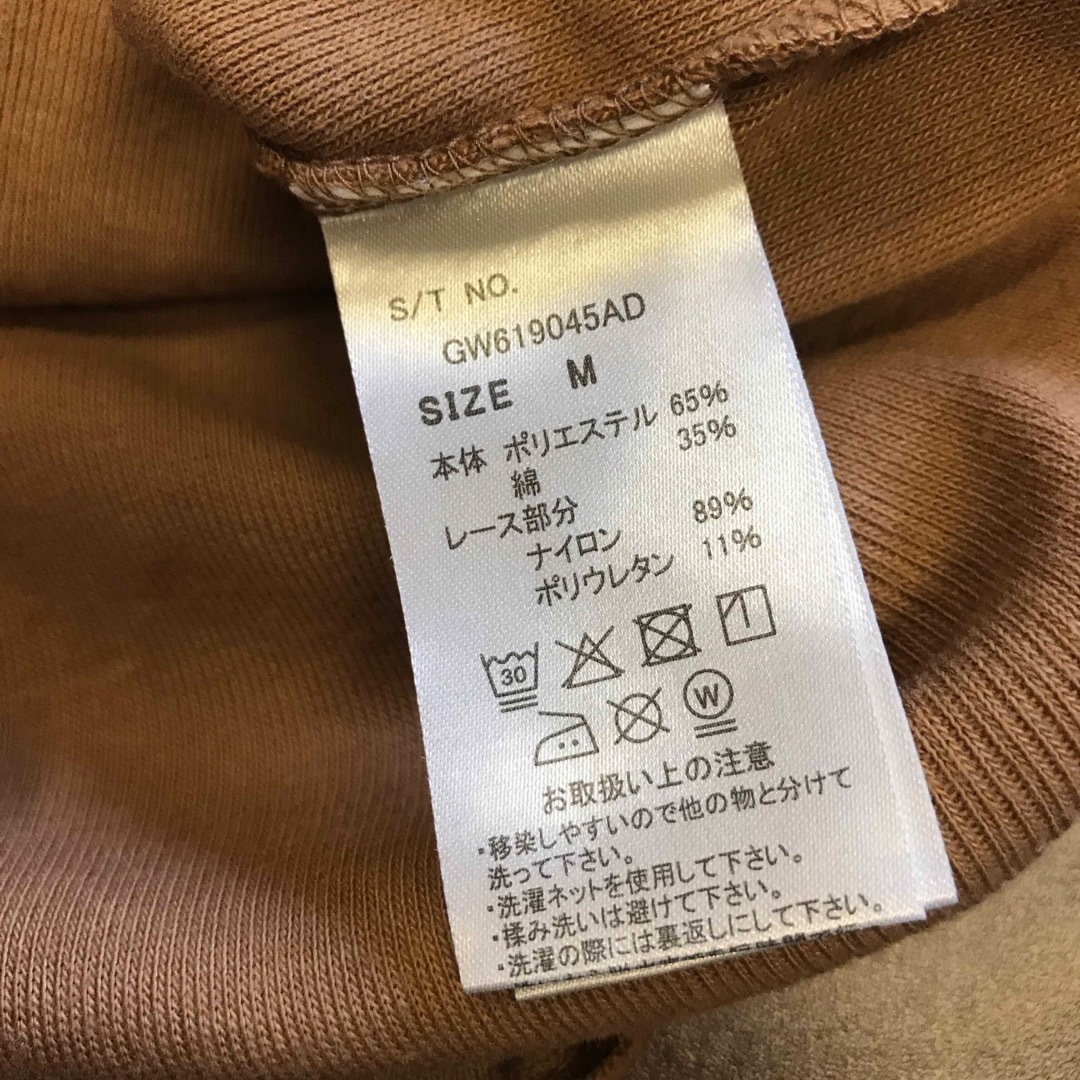 S/T NO.
GW619045AD
SIZE M
本体 ポリエステル 65%
綿 35%
レース部分
ナイロン 89%
ポリウレタン 11%
30
W
お取扱い上の注意
・移染しやすいので他の物と分けて
洗って下さい。
・洗濯ネットを使用して下さい。
・揉み洗いは避けて下さい。
・洗濯の際には裏返しにして下さい。